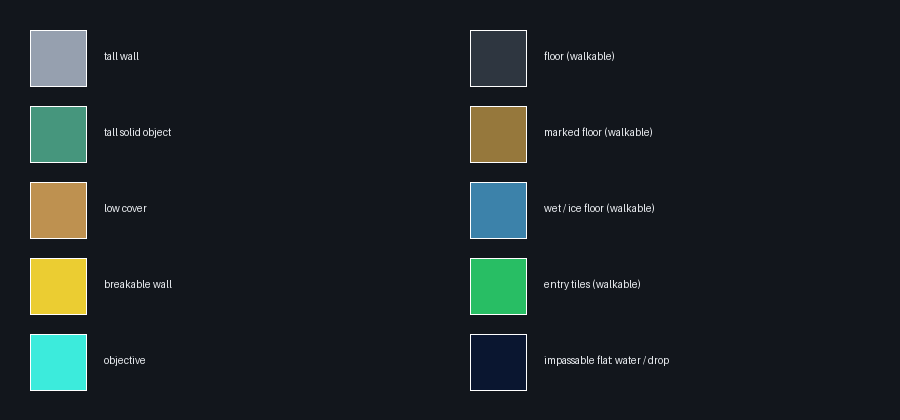 tall wall
tall solid object
low cover
breakable wall
objective
floor (walkable)
marked floor (walkable)
wet / ice floor (walkable)
entry tiles (walkable)
impassable flat: water / drop